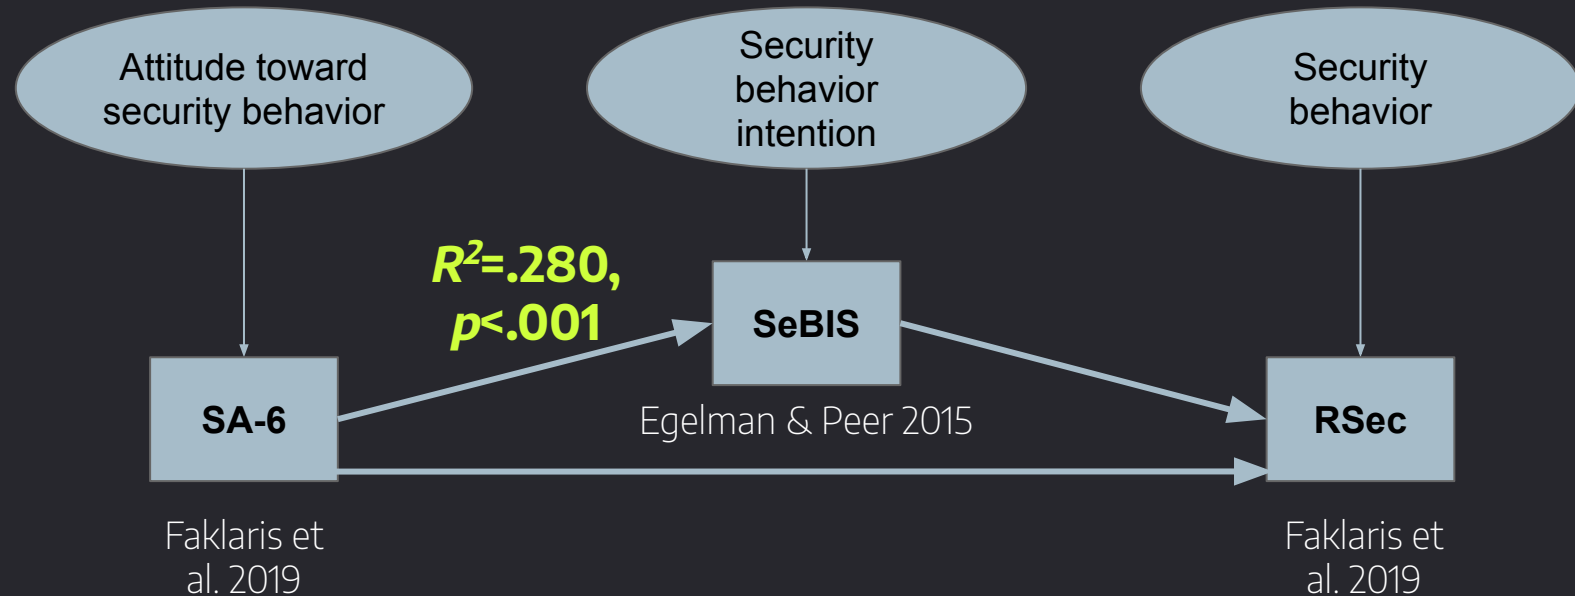 Attitude toward
security behavior
Security
behavior
intention
Security
behavior
R²=.280,
p<.001
SA-6
SeBIS
RSec
Egelman & Peer 2015
Faklaris et
al. 2019
Faklaris et
al. 2019